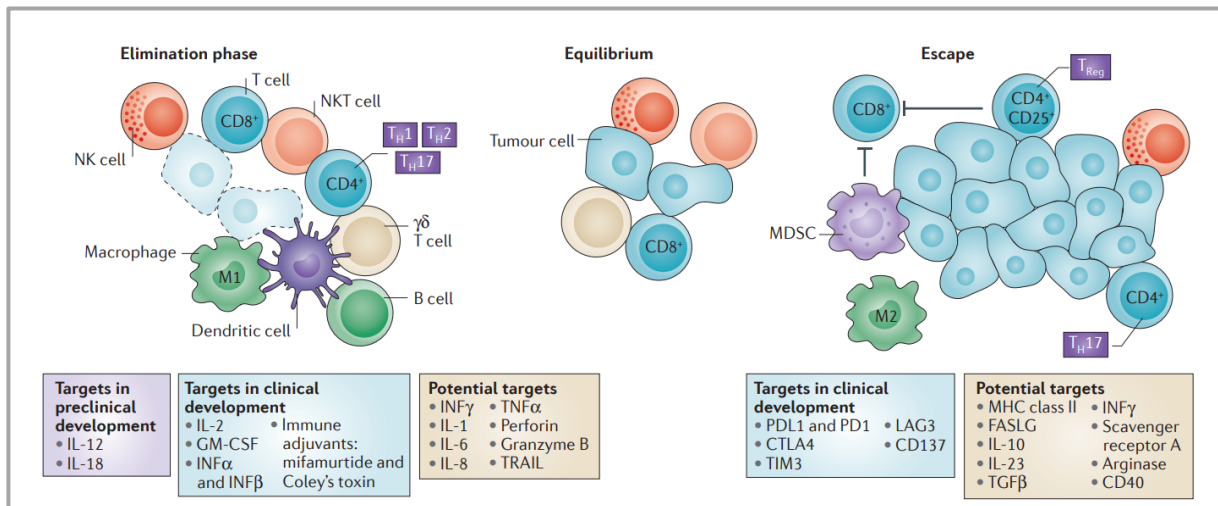 Elimination phase
T cell
CD8+
NKT cell
NK cell
TH1 TH2
TH17
CD4+
γδ
T cell
Macrophage
M1
B cell
Dendritic cell
Equilibrium
Tumour cell
CD8+
Escape
TReg
CD8+
CD4+
CD25+
MDSC
M2
CD4+
TH17
Targets in
preclinical
development
• IL-12
• IL-18
Targets in clinical
development
• IL-2
• GM-CSF
• INFα
and INFβ
• Immune
adjuvants:
mifamurtide and
Coley's toxin
Potential targets
• INFγ
• IL-1
• IL-6
• IL-8
• TNFα
• Perforin
• Granzyme B
• TRAIL
Targets in clinical
development
• PDL1 and PD1
• CTLA4
• TIM3
• LAG3
• CD137
Potential targets
• MHC class II
• FASLG
• IL-10
• IL-23
• TGFβ
• INFγ
• Scavenger
receptor A
• Arginase
• CD40